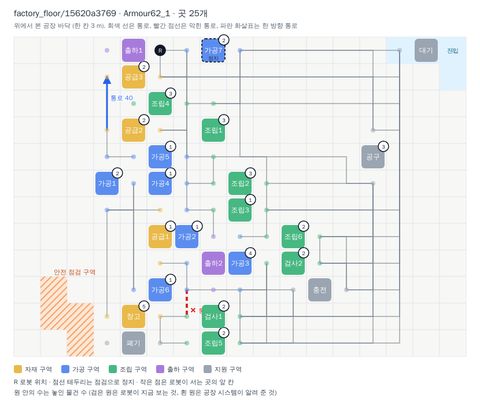 factory_floor/15620a3769 · Armour62_1 · 곳 25개
위에서 본 공장 바닥 (한 칸 3 m). 회색 선은 통로, 빨간 점선은 막힌 통로, 파란 화살표는 한 방향 통로
출하1 R 가공7 2 대기 진입
공급3 2
통로 40 조립4 3
공급2 2 조립1 3
가공5 1 공구 3
가공1 2 가공4 1 조립2 3
조립3 1
공급1 1 가공2 1 조립6 2
출하2 가공3 4 검사2 2
안전 점검 구역
가공6 1 충전
창고 5 × 검사1 2
폐기 조립5 2
자재 구역 가공 구역 조립 구역 출하 구역 지원 구역
R 로봇 위치 · 점선 테두리는 점검으로 정지 · 작은 점은 로봇이 서는 곳의 앞 칸
원 안의 수는 놓인 물건 수 (검은 원은 로봇이 지금 보는 것, 흰 원은 공장 시스템이 알려 준 것)